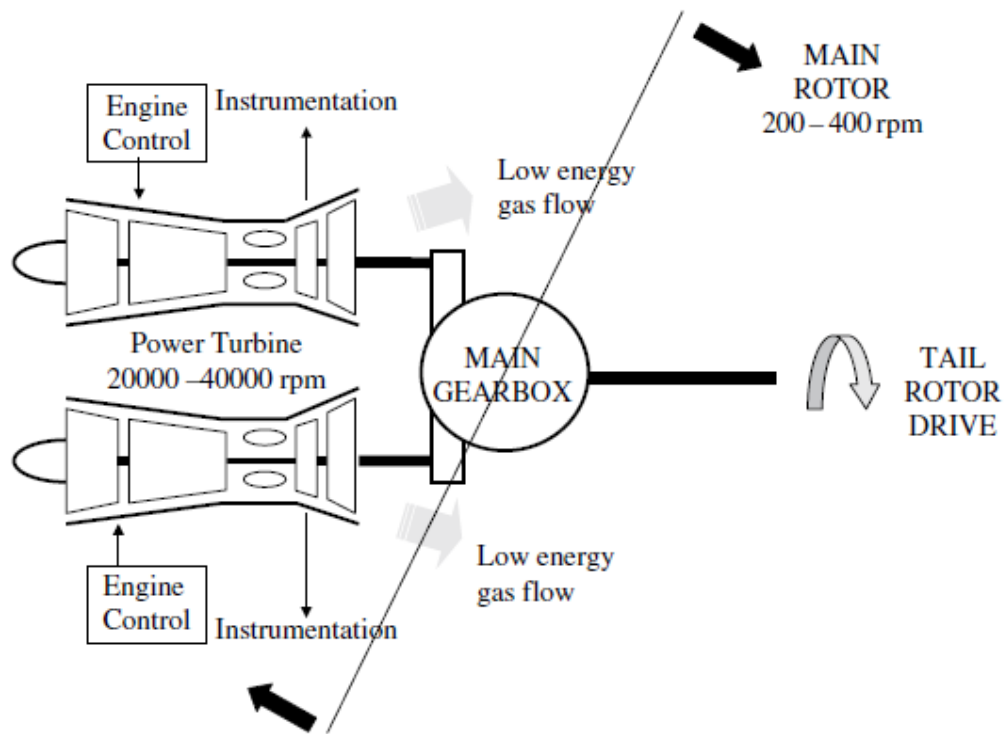 MAIN
ROTOR
200 – 400 rpm
Engine
Control
Instrumentation
Low energy
gas flow
Power Turbine
20000 –40000 rpm
MAIN
GEARBOX
TAIL
ROTOR
DRIVE
Low energy
gas flow
Engine
Control
Instrumentation